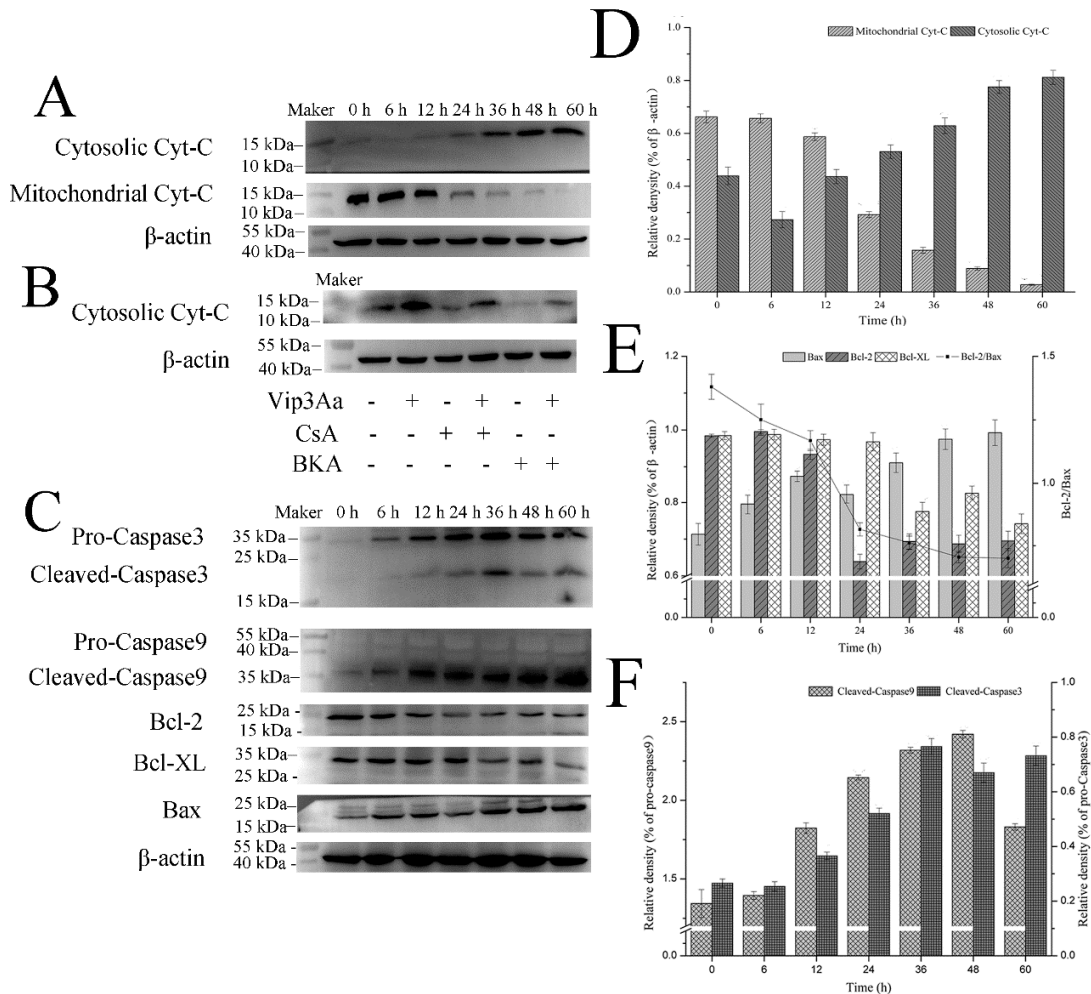 A
Maker 0 h 6 h 12 h 24 h 36 h 48 h 60 h
Cytosolic Cyt-C
15 kDa
10 kDa
Mitochondrial Cyt-C
15 kDa
10 kDa
β-actin
55 kDa
40 kDa
B
Maker
Cytosolic Cyt-C
15 kDa
10 kDa
β-actin
55 kDa
40 kDa
Vip3Aa - + - + - +
CsA - - + + - -
BKA - - - - + +
C
Maker 0 h 6 h 12 h 24 h 36 h 48 h 60 h
Pro-Caspase3
35 kDa
25 kDa
Cleaved-Caspase3
15 kDa
Pro-Caspase9
55 kDa
40 kDa
Cleaved-Caspase9
35 kDa
Bcl-2
25 kDa
15 kDa
Bcl-XL
35 kDa
25 kDa
Bax
25 kDa
15 kDa
β-actin
55 kDa
40 kDa
D
Mitochondrial Cyt-C Cytosolic Cyt-C
Relative denysity (% of β -actin)
1.0
0.8
0.6
0.4
0.2
0.0
0 6 12 24 36 48 60
Time (h)
E
Bax Bcl-2 Bcl-XL Bcl-2/Bax
Relative density (% of β -actin)
1.2
1.0
0.8
0.6
0.0
1.5
1.0
0.0
Bcl-2/Bax
0 6 12 24 36 48 60
Time (h)
F
Cleaved-Caspase9 Cleaved-Caspase3
Relative density (% of pro-caspase9)
2.5
2.0
1.5
0.0
1.0
0.8
0.6
0.4
0.2
0.0
Relative density (% of pro-Caspase3)
0 6 12 24 36 48 60
Time (h)